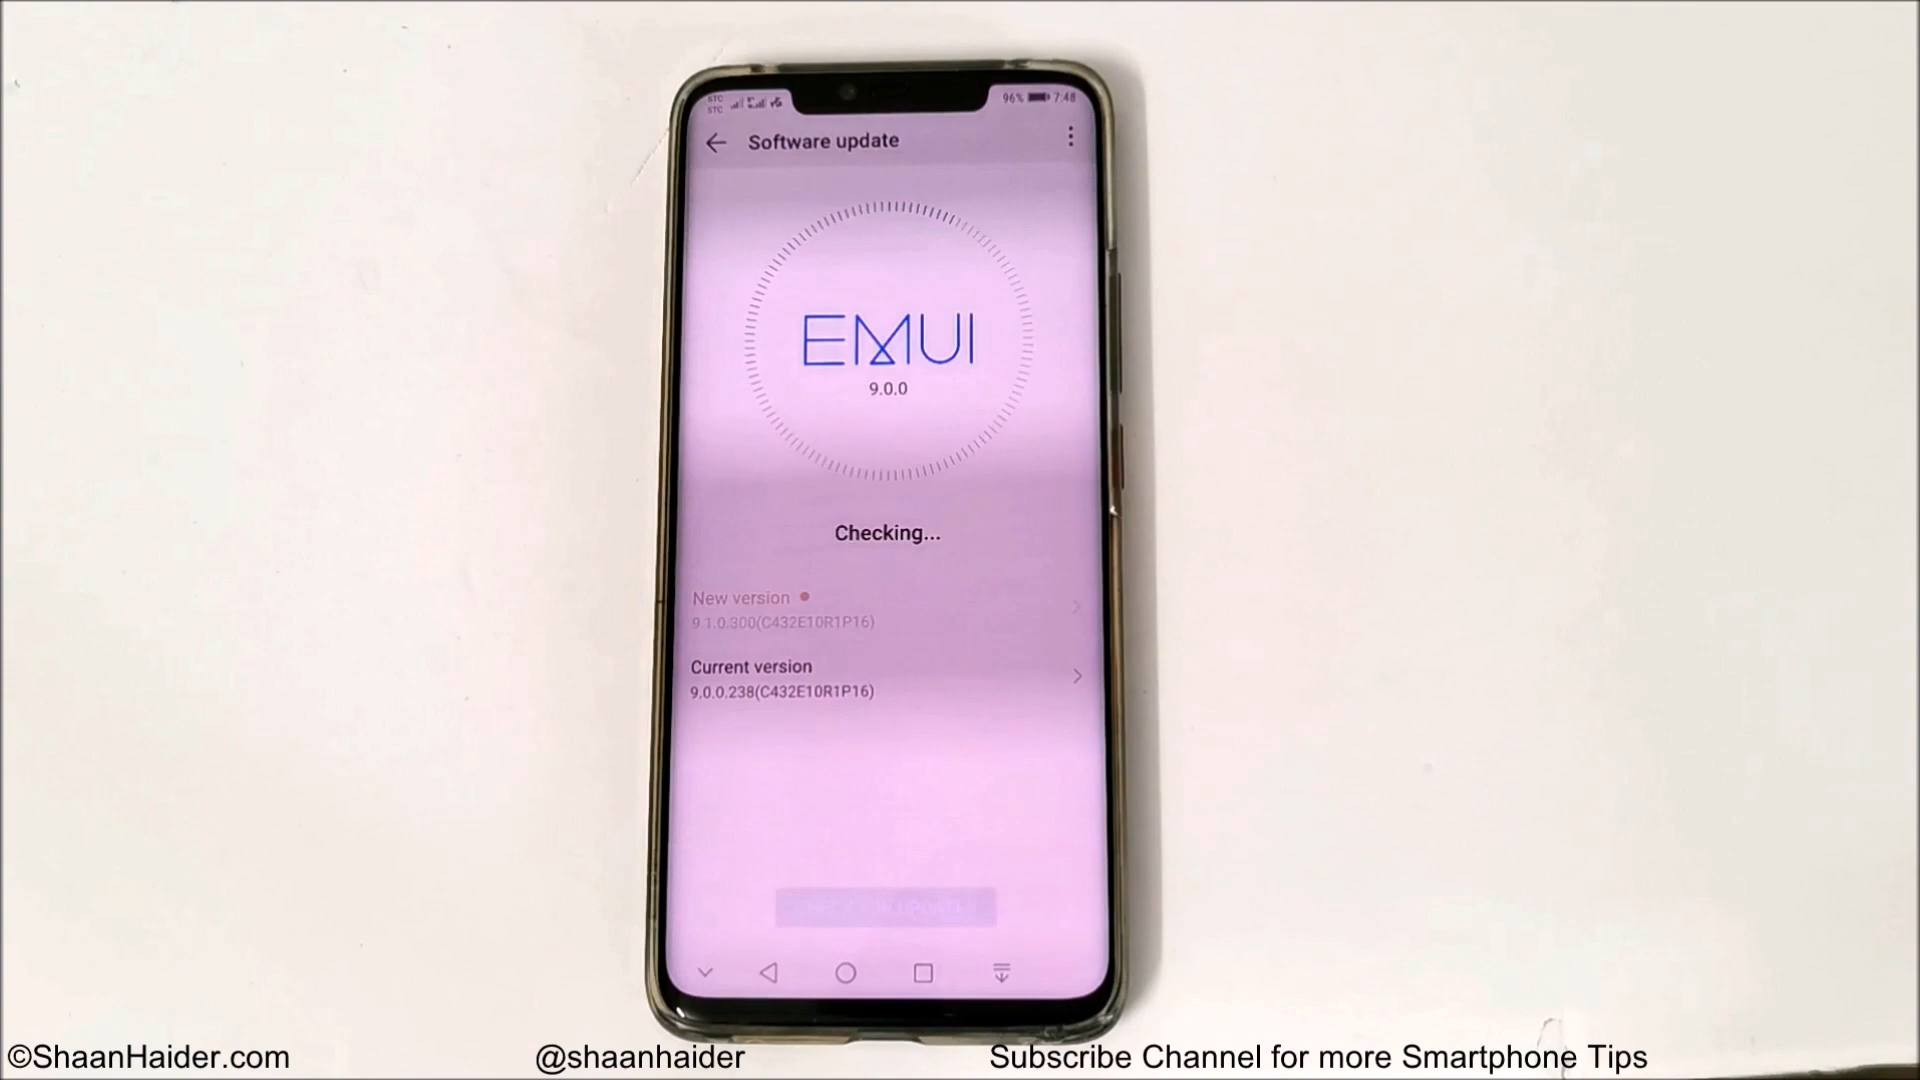 STC
STC
96% 7:48
Software update
EMUI
9.0.0
Checking...
New version
9.1.0.300(C432E10R1P16)
Current version
9.0.0.238(C432E10R1P16)
©ShaanHaider.com @shaanhaider Subscribe Channel for more Smartphone Tips